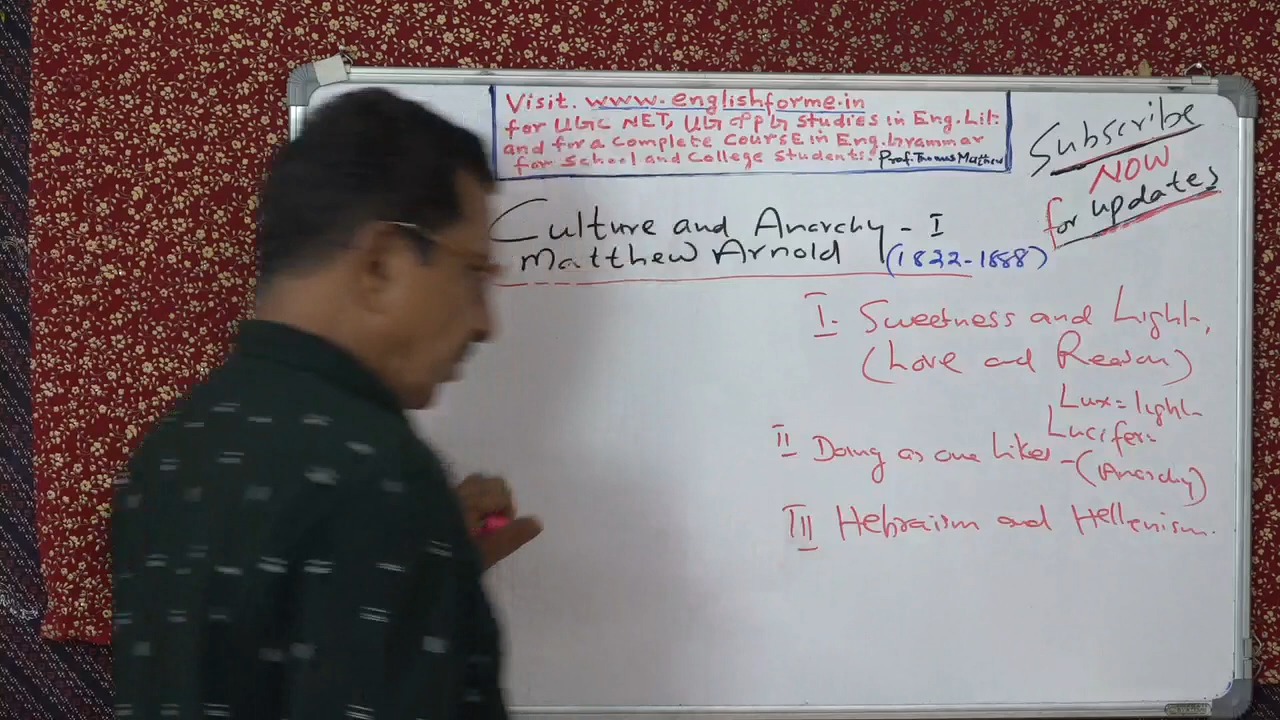 Visit. www.englishforme.in
for UGC NET, UG & PG studies in Eng. Lit.
and for a Complete Course in Eng. Grammar
for School and College Students. Prof. Thomas Mathew
Subscribe
NOW
for updates
Culture and Anarchy - I
Matthew Arnold (1822-1888)
I. Sweetness and Light.
(Love and Reason)
Lux = light
Lucifer
II Doing as one Likes - (Anarchy)
III Hebraism and Hellenism.